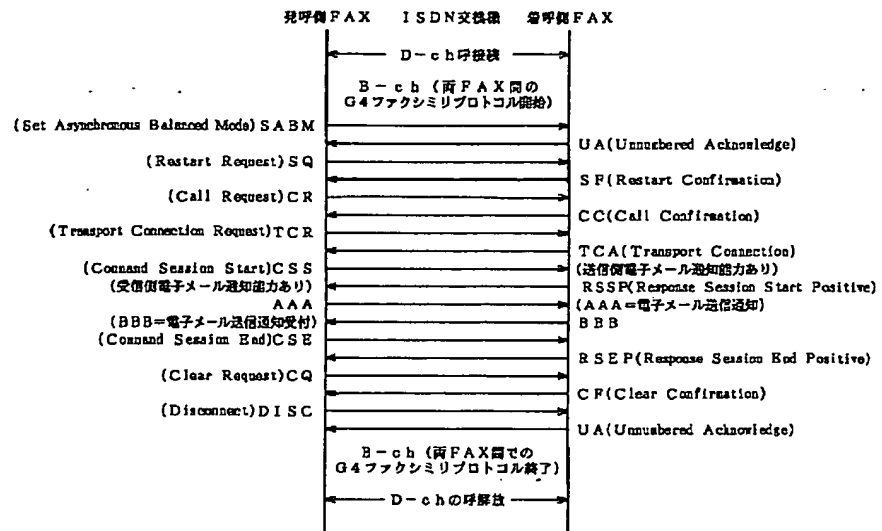 発呼側FAX ISDN交換機 着呼側FAX
D-ch呼接続
B-ch (両FAX間の
G4ファクシミリプロトコル開始)
(Set Asynchronous Balanced Mode) SABM
UA(Unnumbered Acknowledge)
(Restart Request) SQ
SF(Restart Confirmation)
(Call Request) CR
CC(Call Confirmation)
(Transport Connection Request)TCR
TCA(Transport Connection)
(Command Session Start)CSS
(送信側電子メール通知能力あり)
(受信側電子メール通知能力あり)
RSSP(Response Session Start Positive)
AAA
(AAA=電子メール送信通知)
(BBB=電子メール送信通知受付)
BBB
(Command Session End)CSE
RSEP(Response Session End Positive)
(Clear Request)CQ
CF(Clear Confirmation)
(Disconnect)DISC
UA(Unnumbered Acknowledge)
B-ch (両FAX間での
G4ファクシミリプロトコル終了)
D-chの呼解放